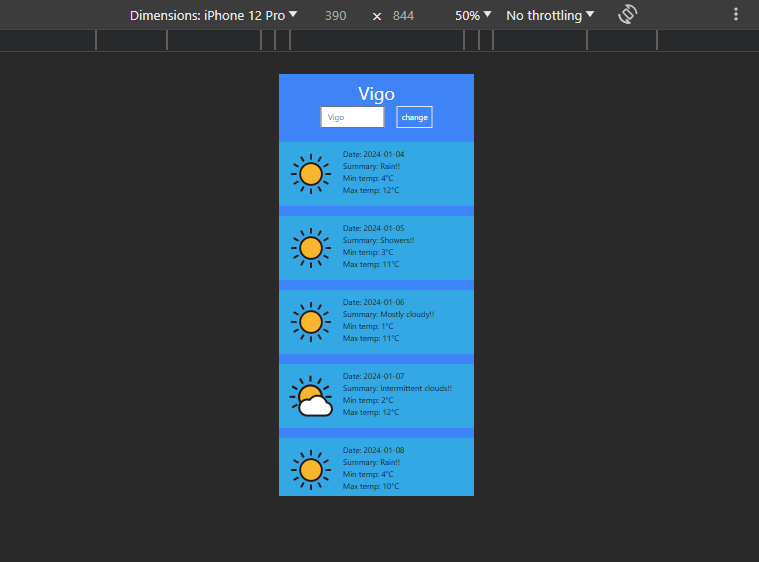 Dimensions: iPhone 12 Pro 390 × 844 50% No throttling
Vigo
Vigo change
Date: 2024-01-04
Summary: Rain!!
Min temp: 4°C
Max temp: 12°C
Date: 2024-01-05
Summary: Showers!!
Min temp: 3°C
Max temp: 11°C
Date: 2024-01-06
Summary: Mostly cloudy!!
Min temp: 1°C
Max temp: 11°C
Date: 2024-01-07
Summary: Intermittent clouds!!
Min temp: 2°C
Max temp: 12°C
Date: 2024-01-08
Summary: Rain!!
Min temp: 4°C
Max temp: 10°C